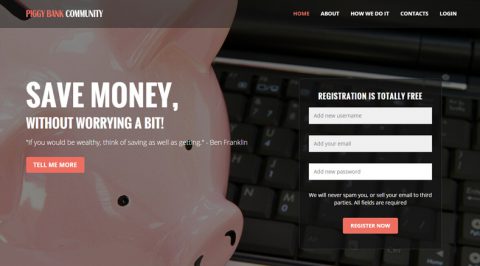 PIGGY BANK COMMUNITY
HOME ABOUT HOW WE DO IT CONTACTS LOGIN
SAVE MONEY,
WITHOUT WORRYING A BIT!
"If you would be wealthy, think of saving as well as getting." - Ben Franklin
TELL ME MORE
REGISTRATION IS TOTALLY FREE
Add new username
Add your email
Add new password
We will never spam you, or sell your email to third
parties. All fields are required
REGISTER NOW